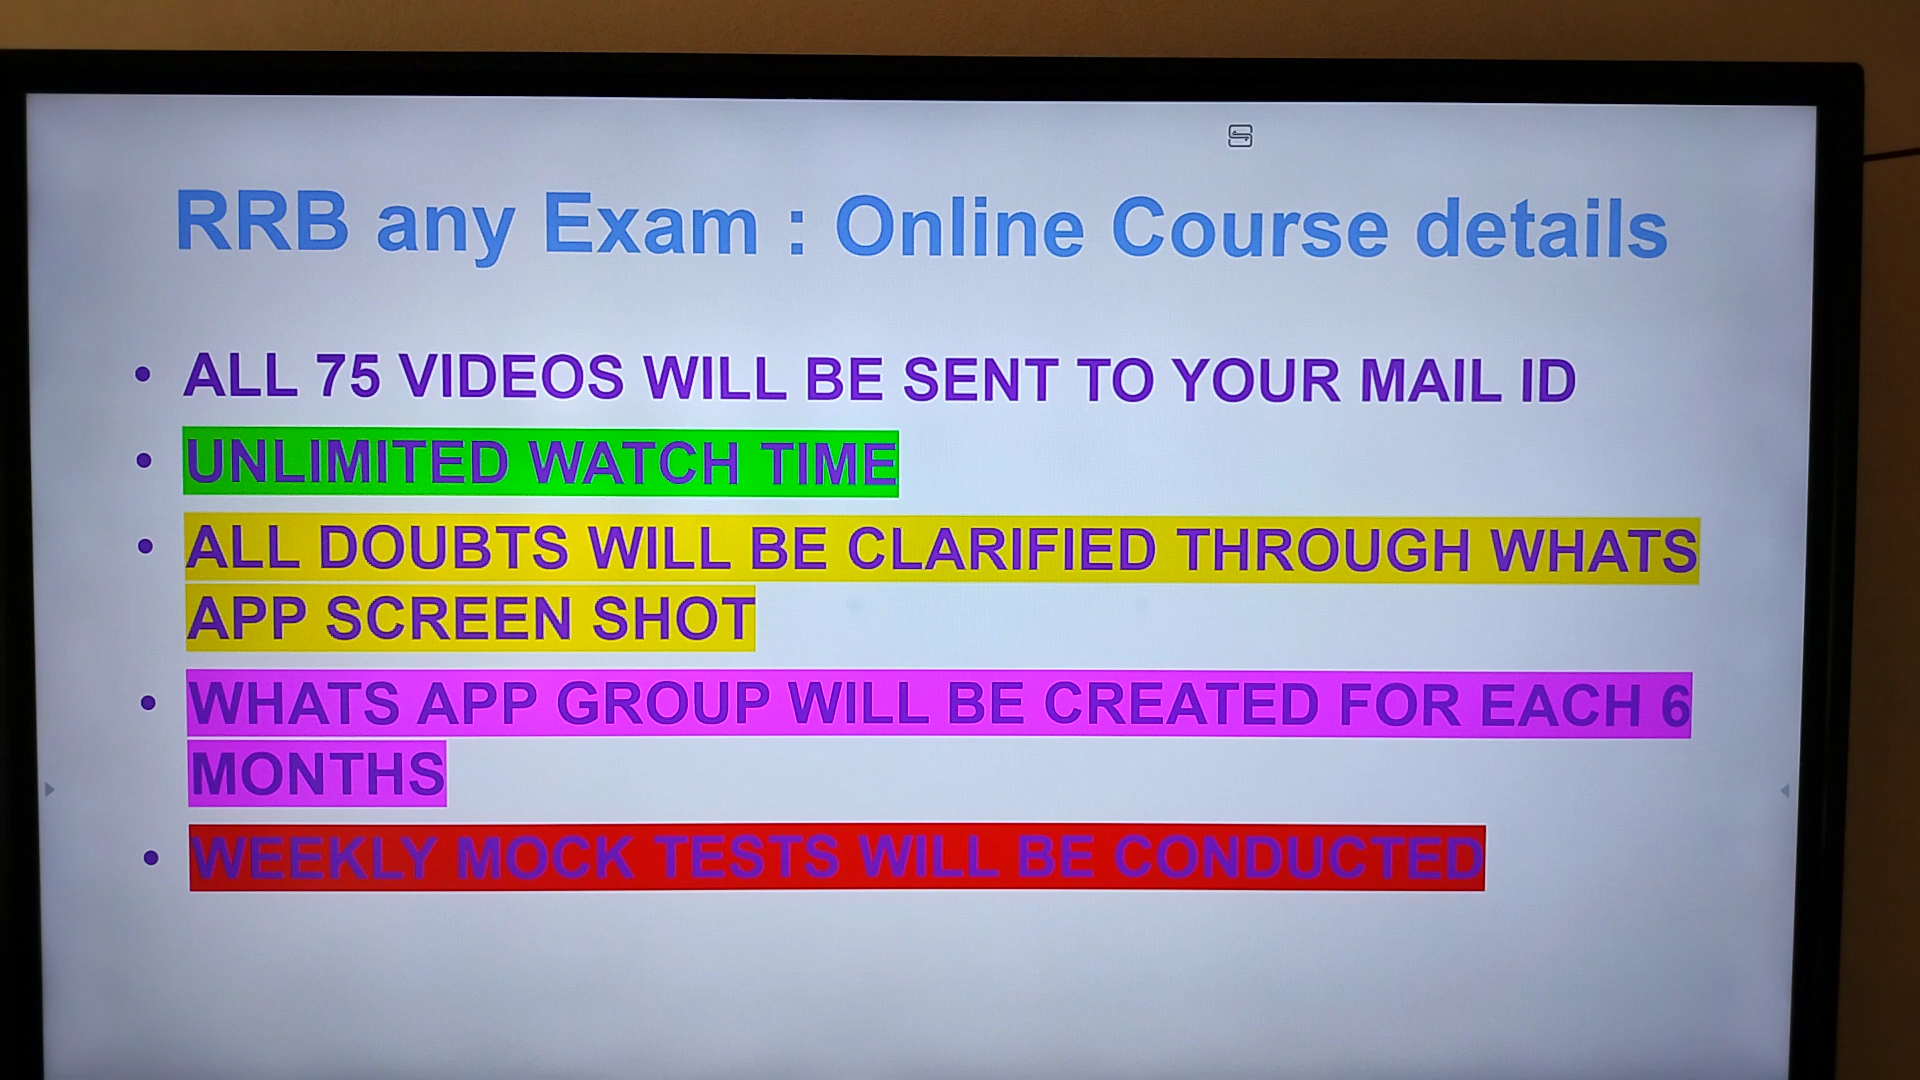 RRB any Exam : Online Course details
• ALL 75 VIDEOS WILL BE SENT TO YOUR MAIL ID
• UNLIMITED WATCH TIME
• ALL DOUBTS WILL BE CLARIFIED THROUGH WHATS
APP SCREEN SHOT
• WHATS APP GROUP WILL BE CREATED FOR EACH 6
MONTHS
• WEEKLY MOCK TESTS WILL BE CONDUCTED